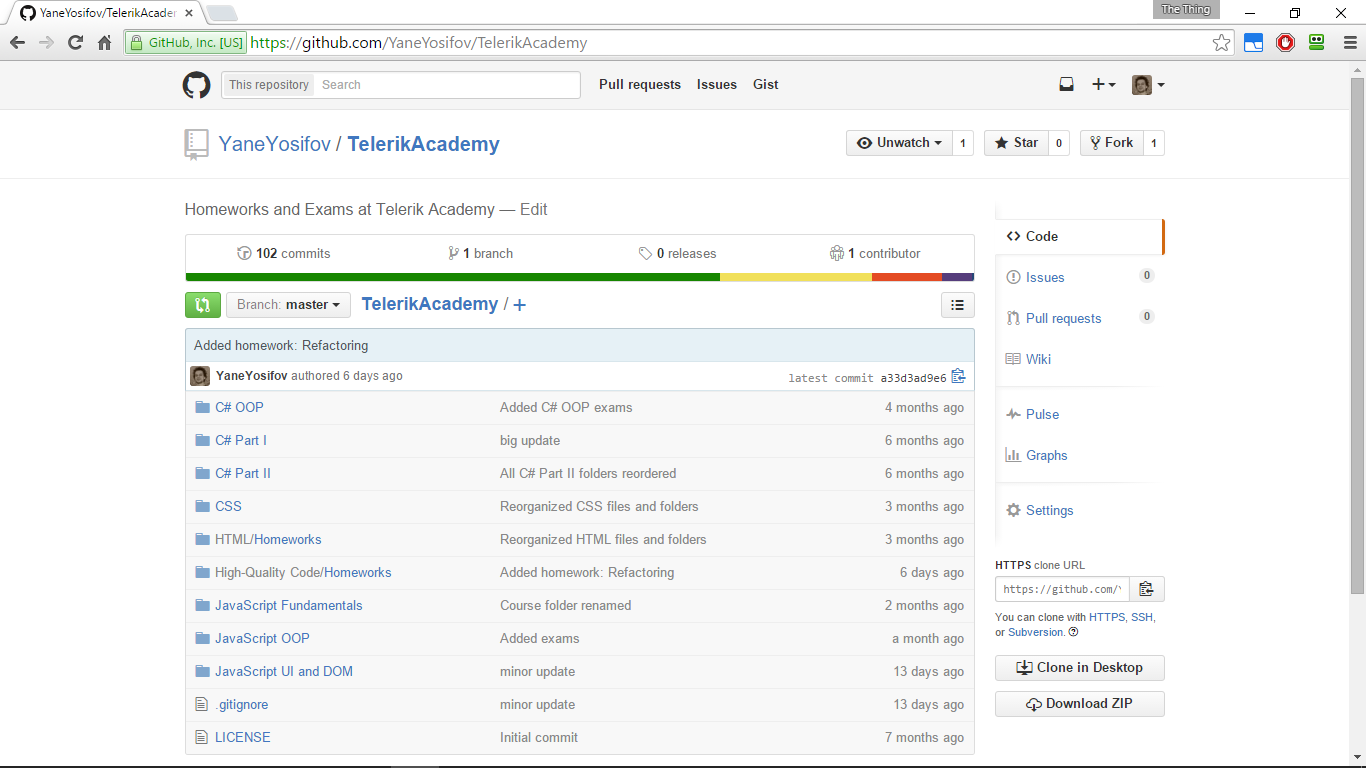 YaneYosifov/TelerikAcader
The Thing
GitHub, Inc. [US] https://github.com/YaneYosifov/TelerikAcademy
This repository Search Pull requests Issues Gist
YaneYosifov / TelerikAcademy
Unwatch 1 Star 0 Fork 1
Homeworks and Exams at Telerik Academy — Edit
102 commits 1 branch 0 releases 1 contributor
Branch: master TelerikAcademy / +
Added homework: Refactoring
YaneYosifov authored 6 days ago latest commit a33d3ad9e6
C# OOP Added C# OOP exams 4 months ago
C# Part I big update 6 months ago
C# Part II All C# Part II folders reordered 6 months ago
CSS Reorganized CSS files and folders 3 months ago
HTML/Homeworks Reorganized HTML files and folders 3 months ago
High-Quality Code/Homeworks Added homework: Refactoring 6 days ago
JavaScript Fundamentals Course folder renamed 2 months ago
JavaScript OOP Added exams a month ago
JavaScript UI and DOM minor update 13 days ago
.gitignore minor update 13 days ago
LICENSE Initial commit 7 months ago
Code
Issues 0
Pull requests 0
Wiki
Pulse
Graphs
Settings
HTTPS clone URL
https://github.com/
You can clone with HTTPS, SSH,
or Subversion.
Clone in Desktop
Download ZIP